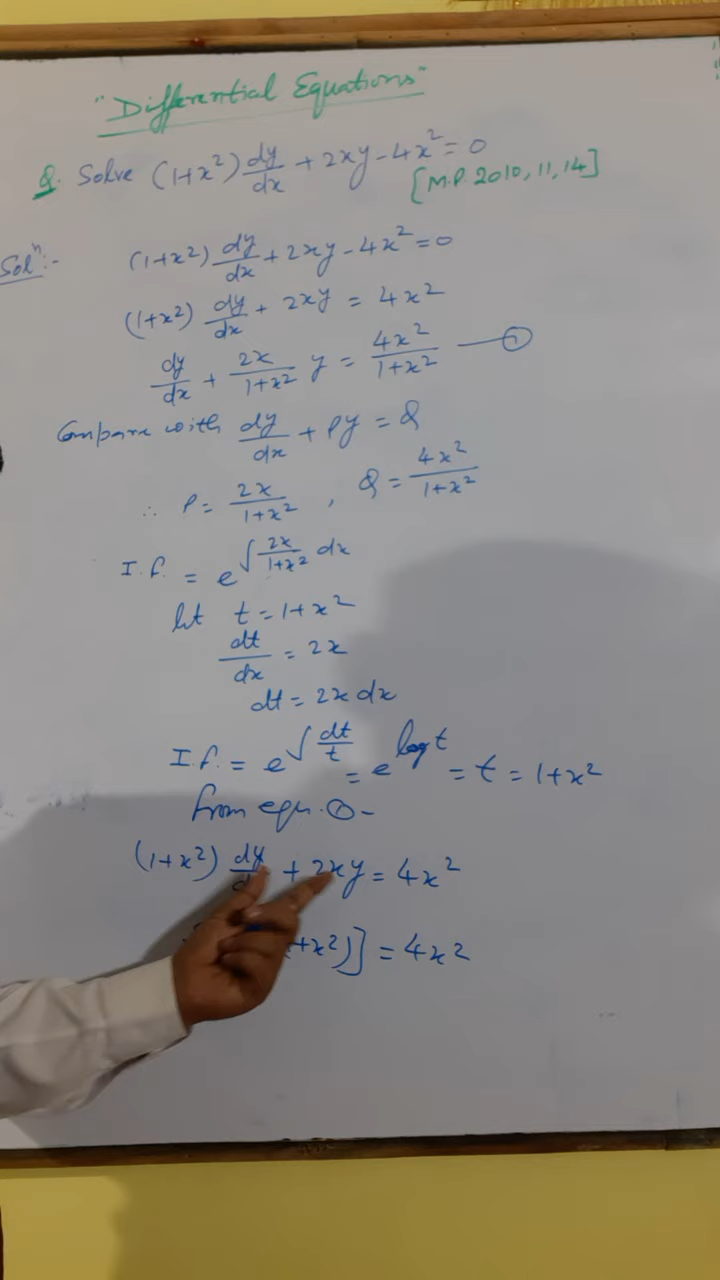 "Differential Equations"
Q. Solve (1+x²) dy/dx + 2xy - 4x² = 0
[M.P. 2010, 11, 14]
Solⁿ:- (1+x²) dy/dx + 2xy - 4x² = 0
(1+x²) dy/dx + 2xy = 4x²
dy/dx + 2x/1+x² y = 4x²/1+x² — ①
Compare with dy/dx + Py = Q
∴ P = 2x/1+x² , Q = 4x²/1+x²
I.f. = e^∫ 2x/1+x² dx
let t = 1+x²
dt/dx = 2x
dt = 2x dx
I.f. = e^∫ dt/t = e^log t = t = 1+x²
from eqn. ① -
(1+x²) dy/d + 2xy = 4x²
+x²)] = 4x²